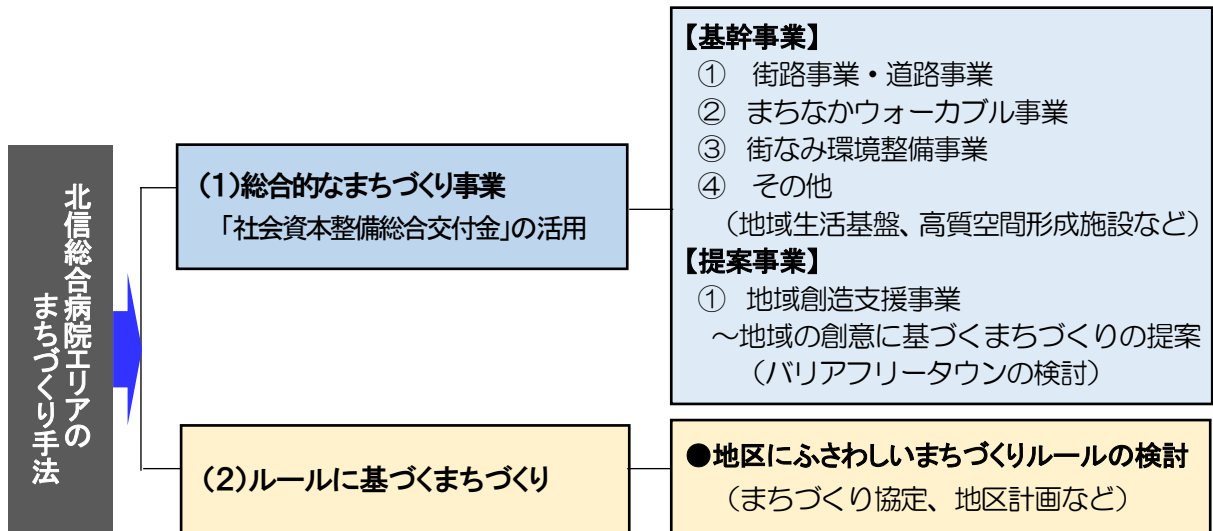 北信総合病院エリアの
まちづくり手法
(1)総合的なまちづくり事業
「社会資本整備総合交付金」の活用
【基幹事業】
① 街路事業・道路事業
② まちなかウォーカブル事業
③ 街なみ環境整備事業
④ その他
(地域生活基盤、高質空間形成施設など)
【提案事業】
① 地域創造支援事業
～地域の創意に基づくまちづくりの提案
(バリアフリータウンの検討)
(2)ルールに基づくまちづくり
●地区にふさわしいまちづくりルールの検討
(まちづくり協定、地区計画など)